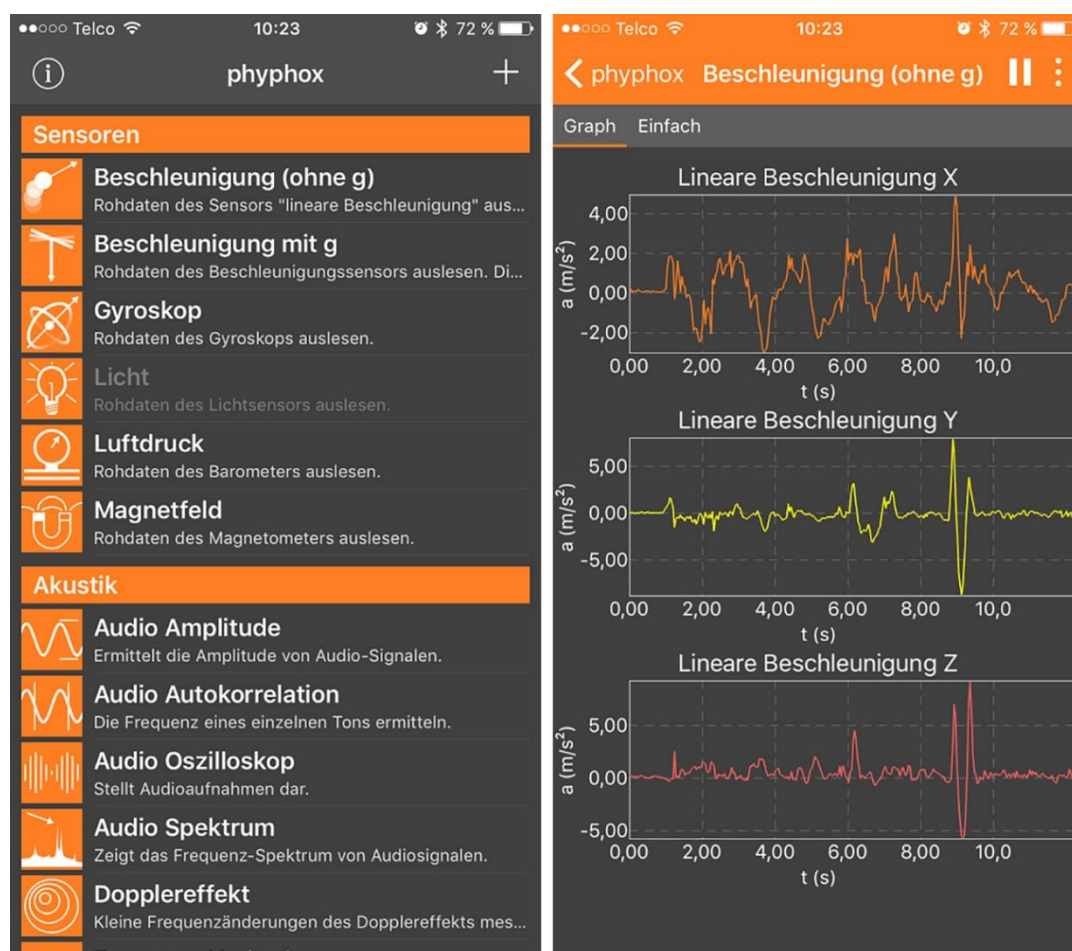 Telco 10:23 72 %
phyphox
Sensoren
Beschleunigung (ohne g)
Rohdaten des Sensors "lineare Beschleunigung" aus...
Beschleunigung mit g
Rohdaten des Beschleunigungssensors auslesen. Di...
Gyroskop
Rohdaten des Gyroskops auslesen.
Licht
Rohdaten des Lichtsensors auslesen.
Luftdruck
Rohdaten des Barometers auslesen.
Magnetfeld
Rohdaten des Magnetometers auslesen.
Akustik
Audio Amplitude
Ermittelt die Amplitude von Audio-Signalen.
Audio Autokorrelation
Die Frequenz eines einzelnen Tons ermitteln.
Audio Oszilloskop
Stellt Audioaufnahmen dar.
Audio Spektrum
Zeigt das Frequenz-Spektrum von Audiosignalen.
Dopplereffekt
Kleine Frequenzänderungen des Dopplereffekts mes...
Telco 10:23 72 %
phyphox Beschleunigung (ohne g)
Graph Einfach
Lineare Beschleunigung X
4,00
2,00
0,00
-2,00
a (m/s²)
0,00 2,00 4,00 6,00 8,00 10,0
t (s)
Lineare Beschleunigung Y
5,00
0,00
-5,00
a (m/s²)
0,00 2,00 4,00 6,00 8,00 10,0
t (s)
Lineare Beschleunigung Z
5,00
0,00
-5,00
a (m/s²)
0,00 2,00 4,00 6,00 8,00 10,0
t (s)